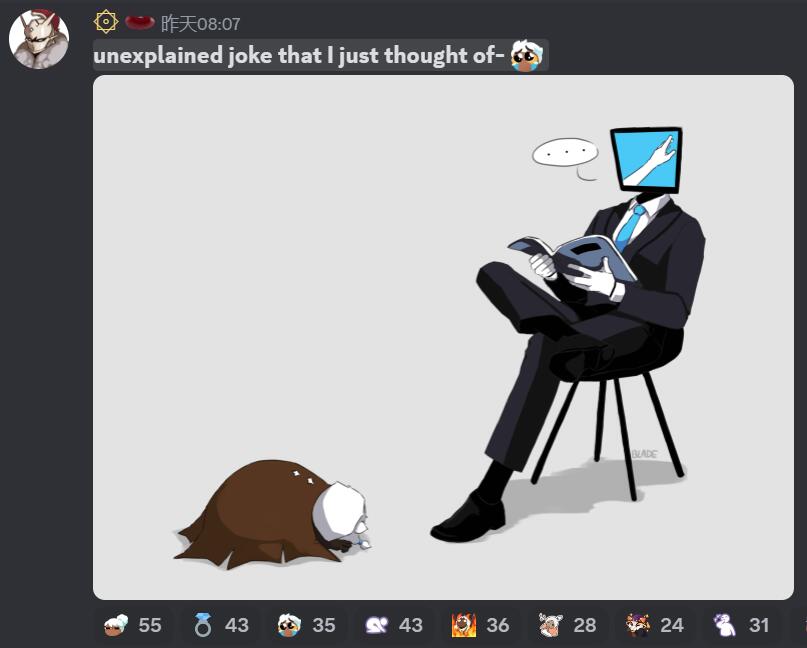 昨天08:07
unexplained joke that I just thought of-
...
BLADE
55 43 35 43 36 28 24 31